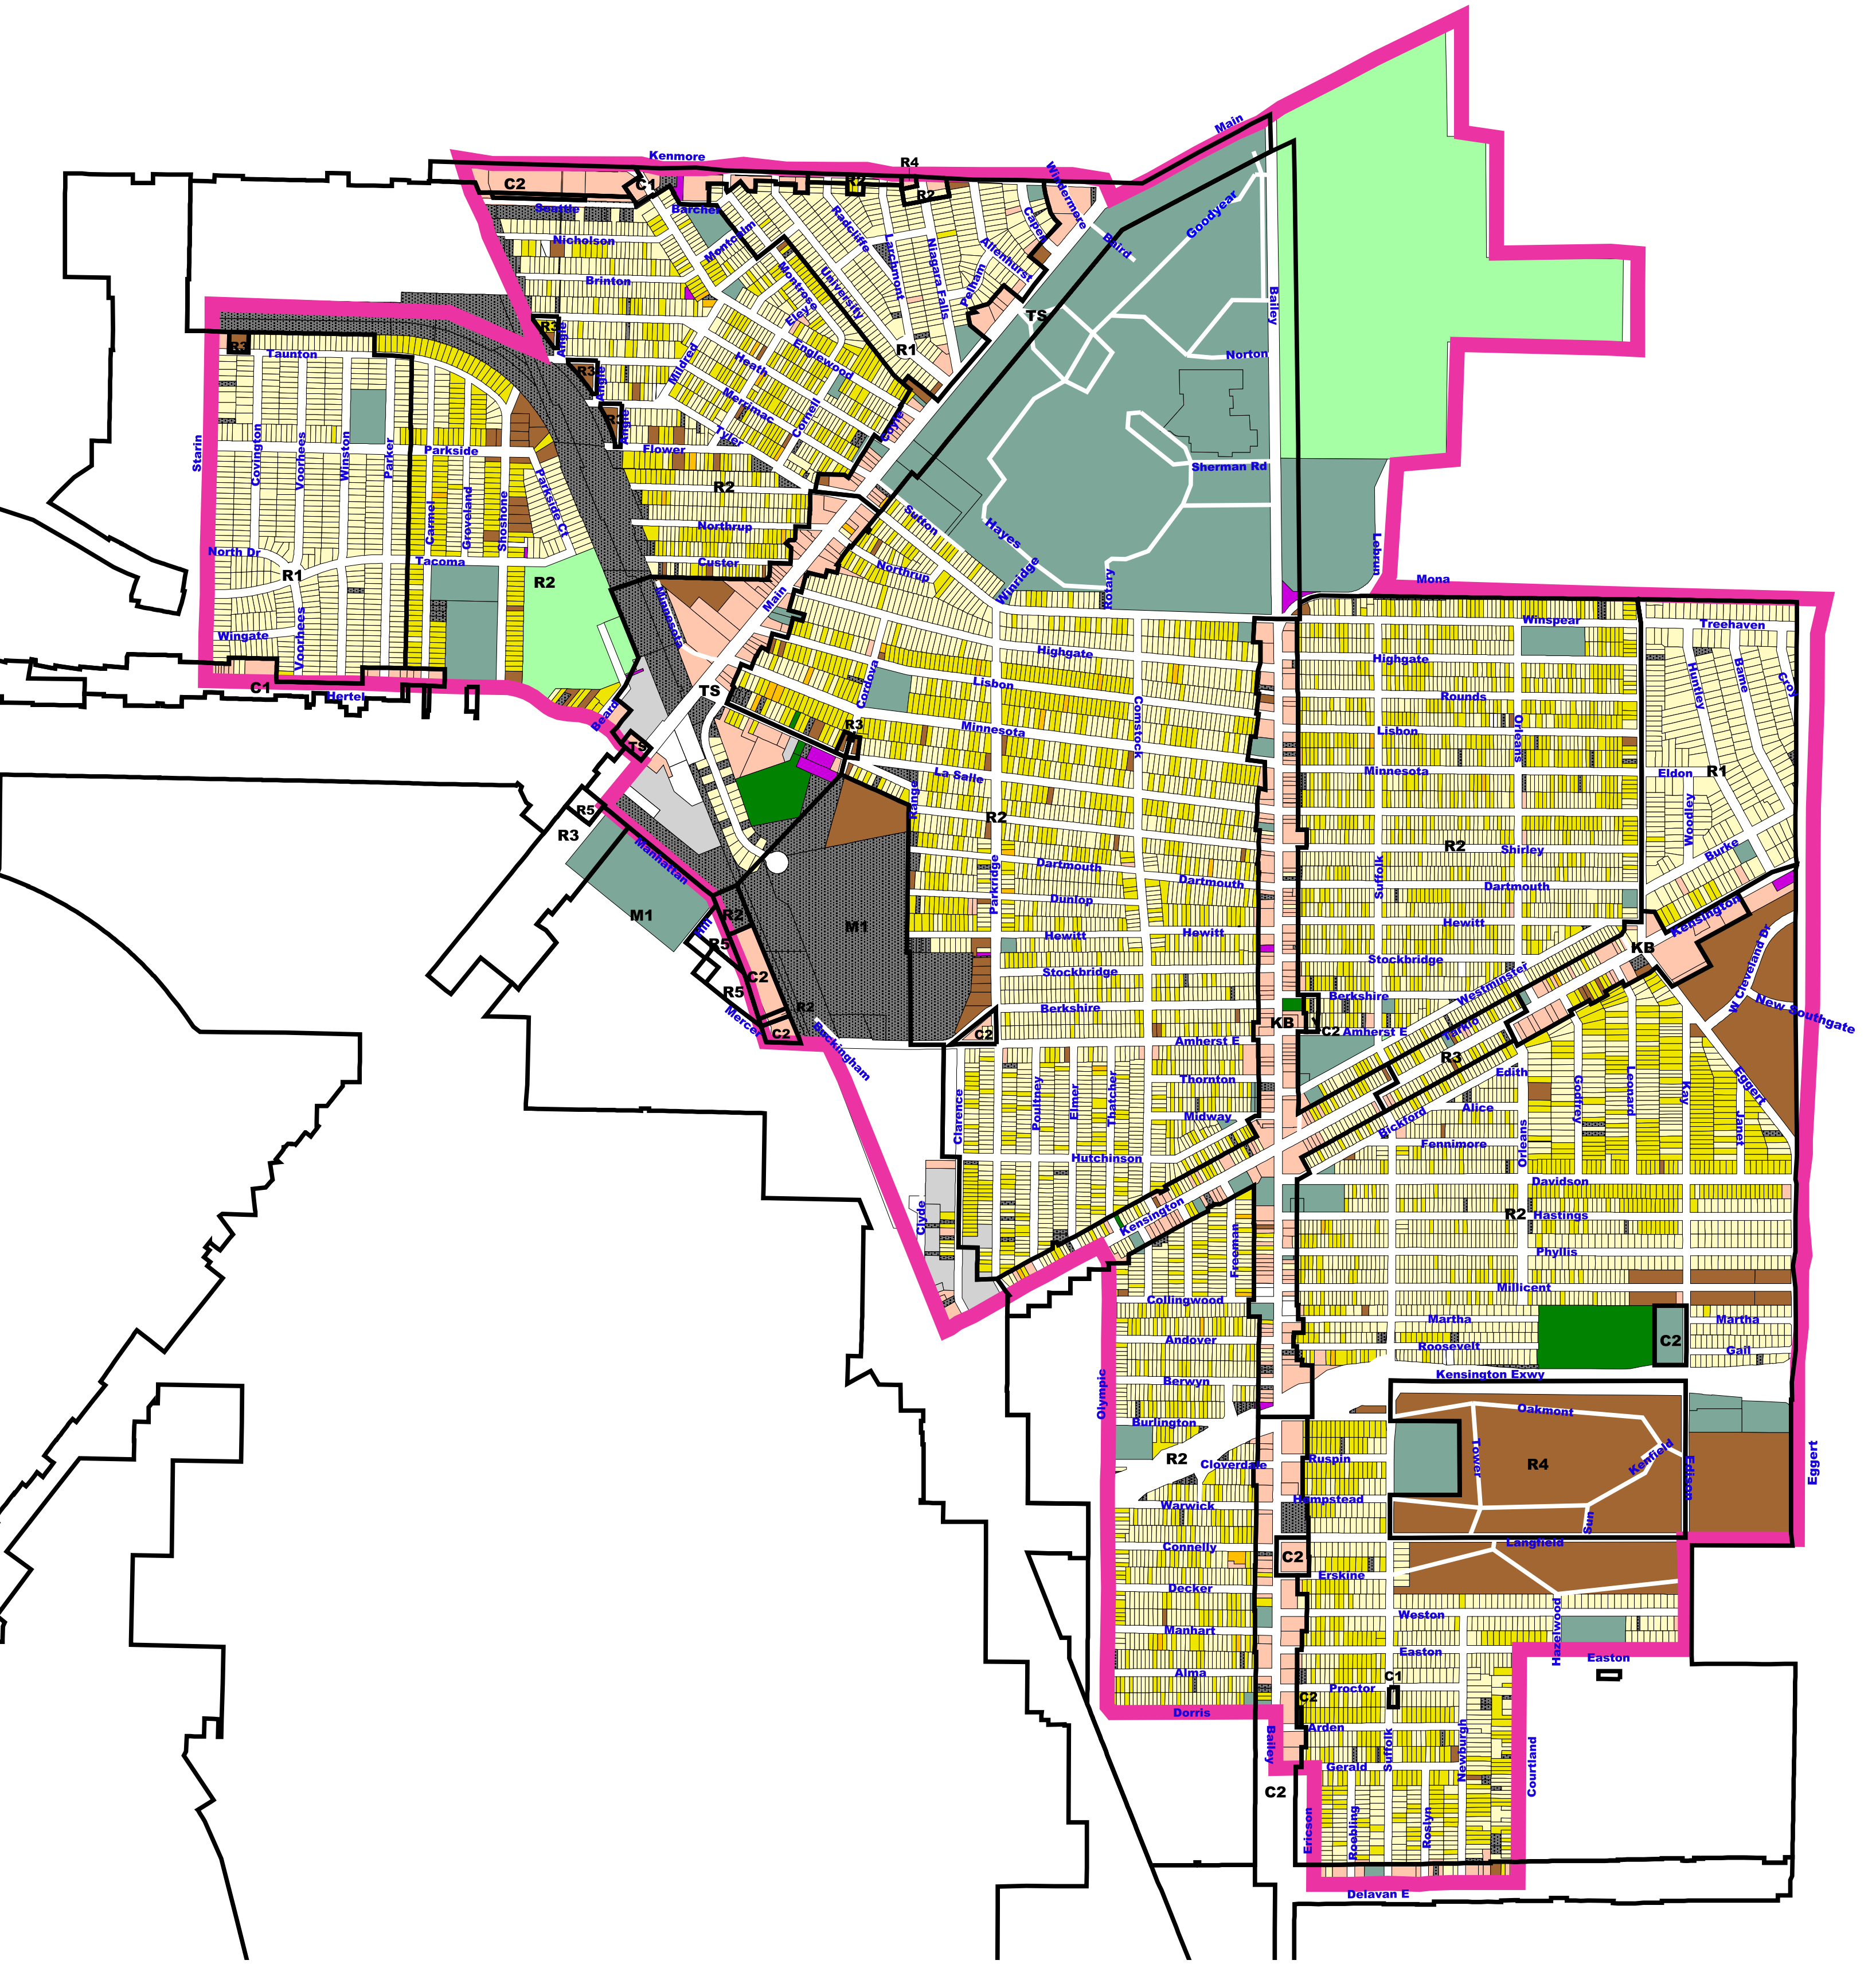 Main
Kenmore
R4
C2
C1
R2
R2
Windermere
Seattle
Barcher
Capen
Goodyear
Nicholson
Montcalm
Radcliffe
Larchmont
Niagara Falls
Allenhurst
Baird
Brinton
Montrose
University
Pelham
Bailey
Eleys
TS
R3
Angle
R3
Taunton
Mildred
Heath
Englewood
R1
Norton
R3
Angle
Merrimac
Cornell
Angle
Tyler
Flower
Sherman Rd
Starin
Covington
Voorhees
Winston
Parker
Parkside
Parkside Ct
R2
Carmel
Groveland
Shoshone
Northrup
Sutton
Hayes
Lebrun
North Dr
R1
Tacoma
R2
Custer
Northrup
Winridge
Rotary
Mona
Main
Minnesota
Wingate
Voorhees
Highgate
Winspear
Treehaven
Highgate
Huntley
Bame
Croy
C1
Hertel
TS
Cordova
Lisbon
Comstock
Rounds
Beard
TS
R3
Minnesota
Lisbon
Orleans
La Salle
Minnesota
Eldon
R1
Range
R5
R3
R2
Woodley
Manhattan
Dartmouth
Suffolk
R2
Shirley
Burke
Dartmouth
Dartmouth
Parkridge
Dunlop
M1
R2
M1
Hewitt
Hewitt
Hewitt
Kensington
R5
KB
C2
Stockbridge
Stockbridge
Westminster
W Cleveland Dr
R5
R2
Berkshire
Berkshire
New Southgate
Mercer
C2
Buckingham
C2
KB
C2
Amherst E
Amherst E
R3
Thornton
Edith
Eggert
Clarence
Poultney
Elmer
Thatcher
Midway
Bickford
Alice
Godfrey
Leonard
Kay
Janet
Fennimore
Orleans
Hutchinson
Davidson
Clyde
Kensington
R2
Hastings
Freeman
Phyllis
Collingwood
Millicent
Andover
Martha
Roosevelt
C2
Martha
Gail
Olympic
Berwyn
Kensington Exwy
Burlington
Oakmont
R2
Cloverdale
Ruspin
Tower
R4
Kenfield
Edison
Eggert
Warwick
Hempstead
Sun
Connelly
C2
Langfield
Decker
Erskine
Manhart
Weston
Hazelwood
Easton
Easton
Alma
C1
Proctor
C2
Dorris
Arden
Bailey
Suffolk
Newburgh
Courtland
Gerald
C2
Ericson
Roebling
Roslyn
Delavan E